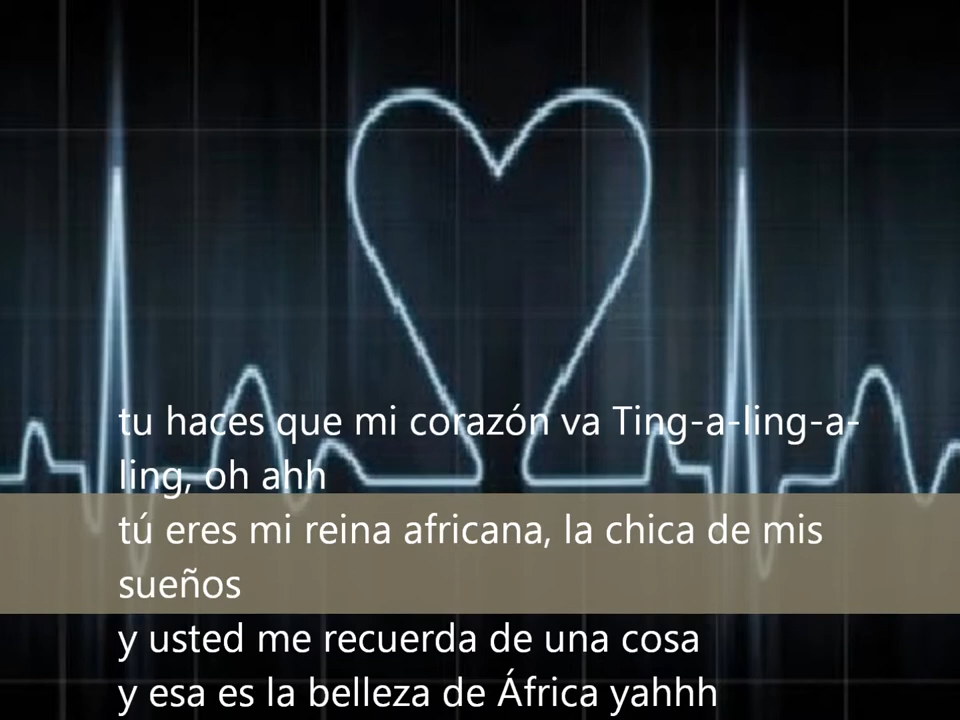 tu haces que mi corazón va Ting-a-ling-a-
ling, oh ahh
tú eres mi reina africana, la chica de mis
sueños
y usted me recuerda de una cosa
y esa es la belleza de África yahhh